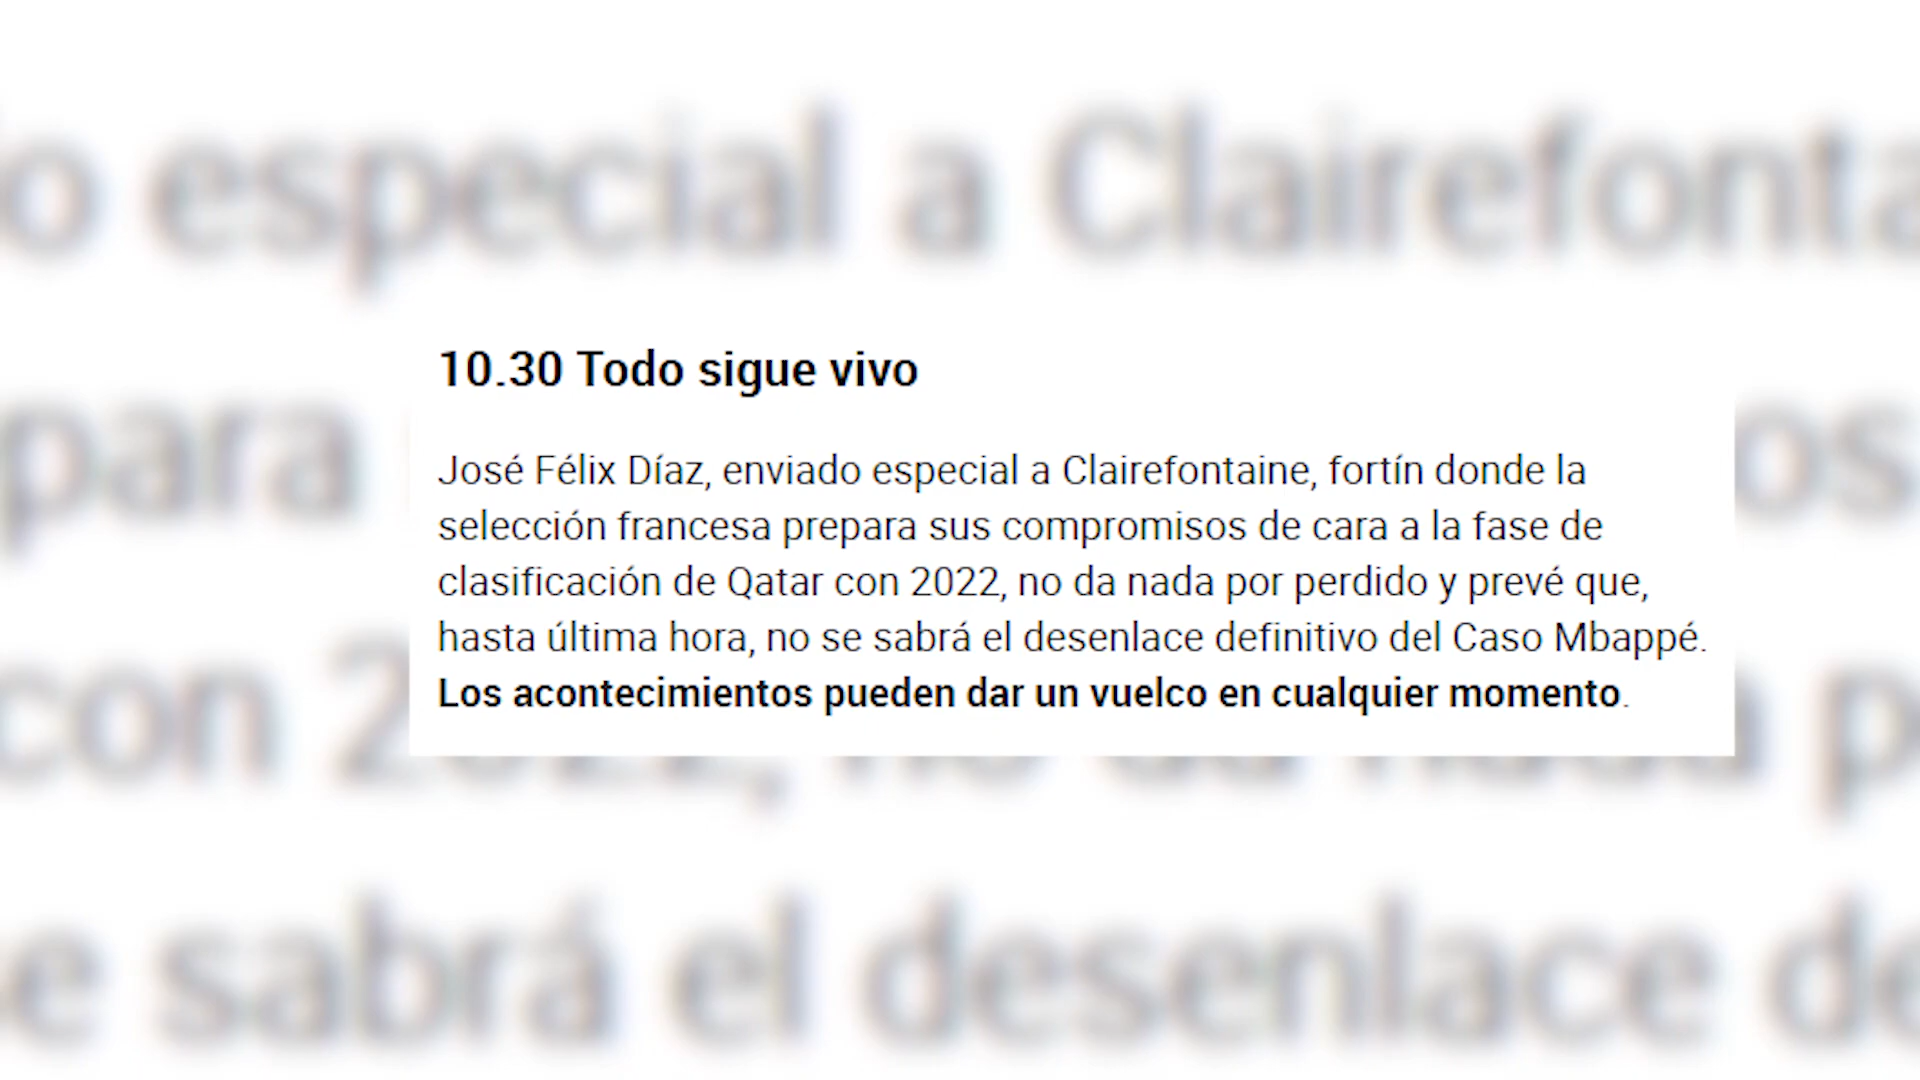 10.30 Todo sigue vivo
José Félix Díaz, enviado especial a Clairefontaine, fortín donde la
selección francesa prepara sus compromisos de cara a la fase de
clasificación de Qatar con 2022, no da nada por perdido y prevé que,
hasta última hora, no se sabrá el desenlace definitivo del Caso Mbappé.
Los acontecimientos pueden dar un vuelco en cualquier momento.